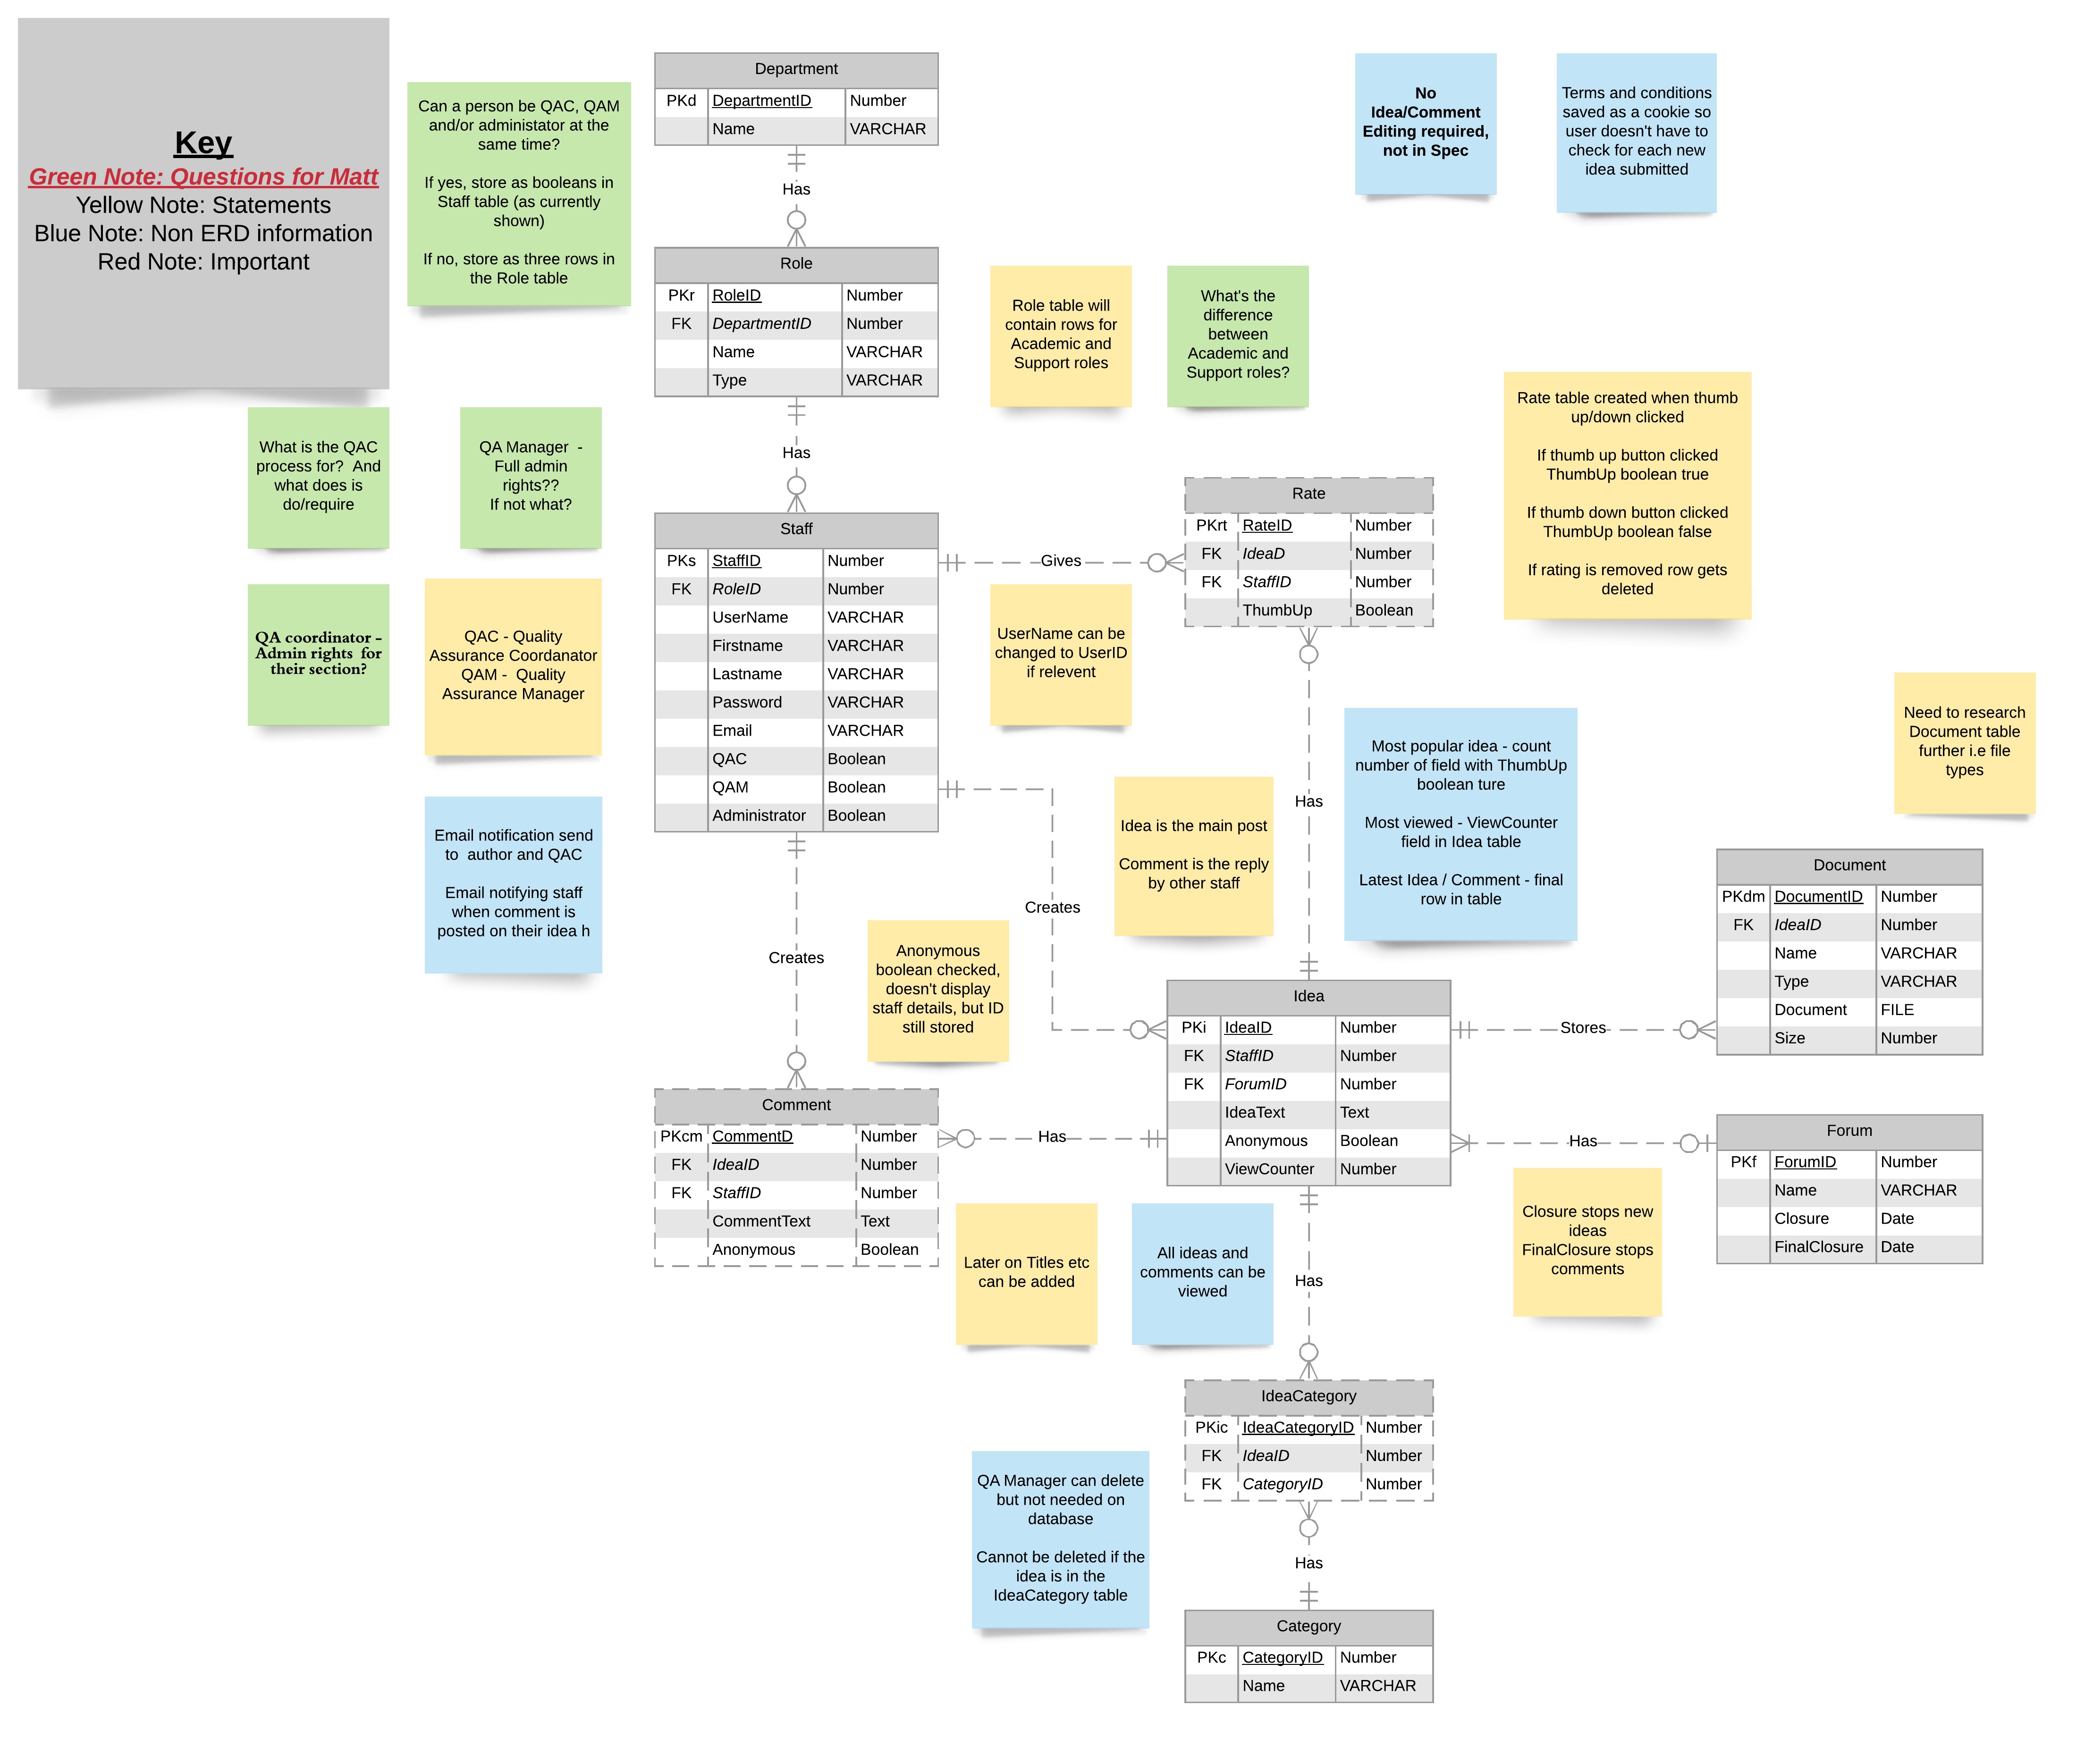 Key
Green Note: Questions for Matt
Yellow Note: Statements
Blue Note: Non ERD information
Red Note: Important
Can a person be QAC, QAM
and/or administator at the
same time?
If yes, store as booleans in
Staff table (as currently
shown)
If no, store as three rows in
the Role table
Department
PKd DepartmentID Number
Name VARCHAR
Has
No
Idea/Comment
Editing required,
not in Spec
Terms and conditions
saved as a cookie so
user doesn't have to
check for each new
idea submitted
Role
PKr RoleID Number
FK DepartmentID Number
Name VARCHAR
Type VARCHAR
Has
Role table will
contain rows for
Academic and
Support roles
What's the
difference
between
Academic and
Support roles?
Rate table created when thumb
up/down clicked
If thumb up button clicked
ThumbUp boolean true
If thumb down button clicked
ThumbUp boolean false
If rating is removed row gets
deleted
What is the QAC
process for?  And
what does is
do/require
QA Manager  -
Full admin
rights??
If not what?
QA coordinator –
Admin rights  for
their section?
QAC - Quality
Assurance Coordanator
QAM -  Quality
Assurance Manager
Email notification send
to  author and QAC
Email notifying staff
when comment is
posted on their idea h
Staff
PKs StaffID Number
FK RoleID Number
UserName VARCHAR
Firstname VARCHAR
Lastname VARCHAR
Password VARCHAR
Email VARCHAR
QAC Boolean
QAM Boolean
Administrator Boolean
Gives
Rate
PKrt RateID Number
FK IdeaD Number
FK StaffID Number
ThumbUp Boolean
UserName can be
changed to UserID
if relevent
Has
Most popular idea - count
number of field with ThumbUp
boolean ture
Most viewed - ViewCounter
field in Idea table
Latest Idea / Comment - final
row in table
Need to research
Document table
further i.e file
types
Idea is the main post
Comment is the reply
by other staff
Creates
Creates
Anonymous
boolean checked,
doesn't display
staff details, but ID
still stored
Document
PKdm DocumentID Number
FK IdeaID Number
Name VARCHAR
Type VARCHAR
Document FILE
Size Number
Idea
PKi IdeaID Number
FK StaffID Number
FK ForumID Number
IdeaText Text
Anonymous Boolean
ViewCounter Number
Stores
Has
Comment
PKcm CommentD Number
FK IdeaID Number
FK StaffID Number
CommentText Text
Anonymous Boolean
Has
Forum
PKf ForumID Number
Name VARCHAR
Closure Date
FinalClosure Date
Closure stops new
ideas
FinalClosure stops
comments
Later on Titles etc
can be added
All ideas and
comments can be
viewed
Has
IdeaCategory
PKic IdeaCategoryID Number
FK IdeaID Number
FK CategoryID Number
QA Manager can delete
but not needed on
database
Cannot be deleted if the
idea is in the
IdeaCategory table
Has
Category
PKc CategoryID Number
Name VARCHAR